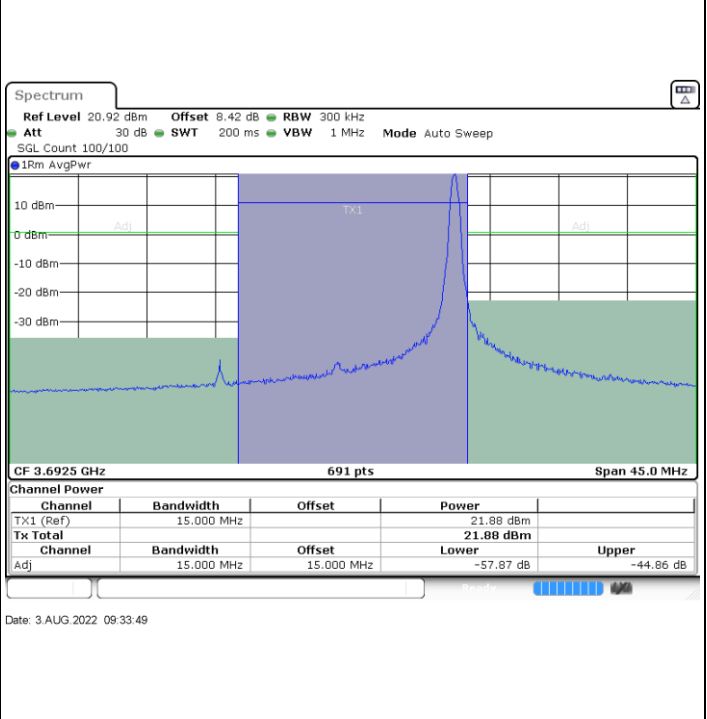 Spectrum
Ref Level 20.92 dBm Offset 8.42 dB RBW 300 kHz
Att 30 dB SWT 200 ms VBW 1 MHz Mode Auto Sweep
SGL Count 100/100
1Rm AvgPwr
10 dBm
TX1
Adj Adj
0 dBm
-10 dBm
-20 dBm
-30 dBm
CF 3.6925 GHz 691 pts Span 45.0 MHz
Channel Power
Channel Bandwidth Offset Power
TX1 (Ref) 15.000 MHz 21.88 dBm
Tx Total 21.88 dBm
Channel Bandwidth Offset Lower Upper
Adj 15.000 MHz 15.000 MHz -57.87 dB -44.86 dB
Ready
Date: 3.AUG.2022 09:33:49